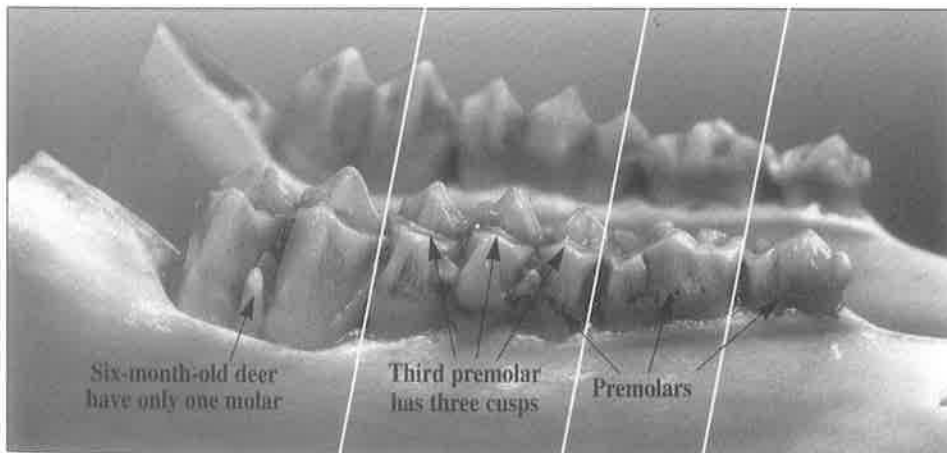 Six-month-old deer
have only one molar
Third premolar
has three cusps
Premolars